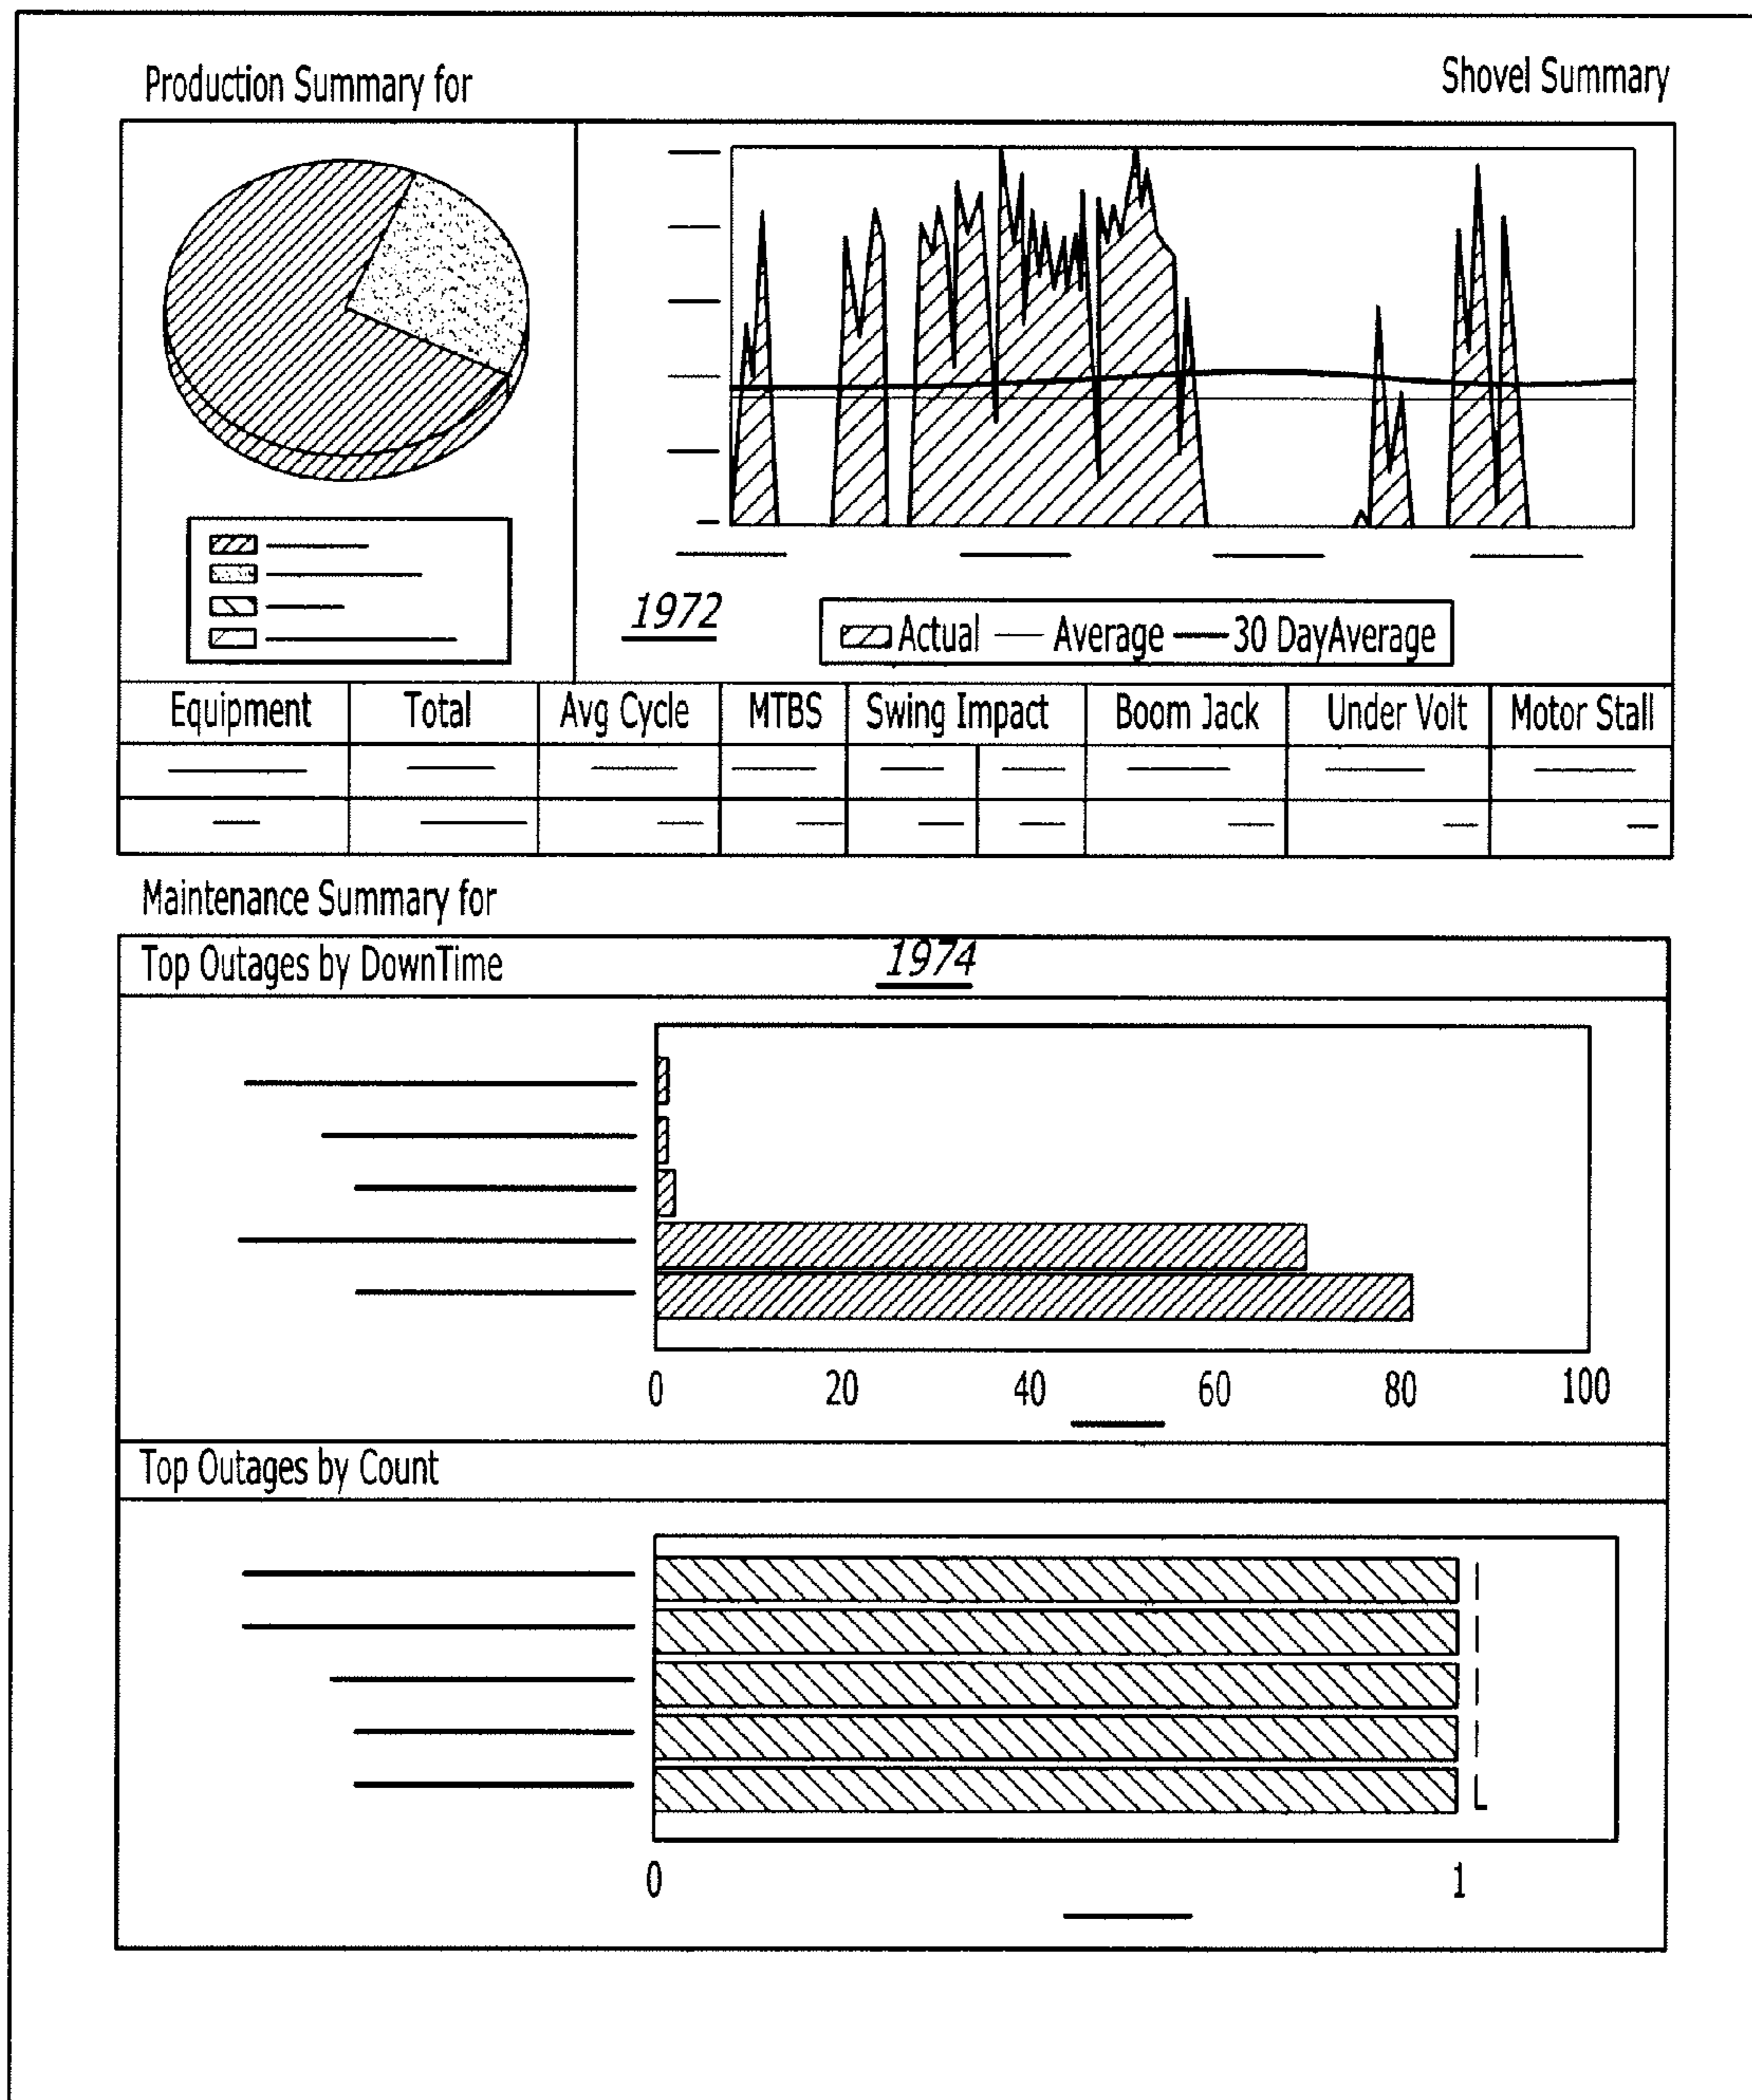 Production Summary for
Shovel Summary
1972
Actual Average 30 DayAverage
Equipment Total Avg Cycle MTBS Swing Impact Boom Jack Under Volt Motor Stall
Maintenance Summary for
Top Outages by DownTime
1974
0 20 40 60 80 100
Top Outages by Count
0 1